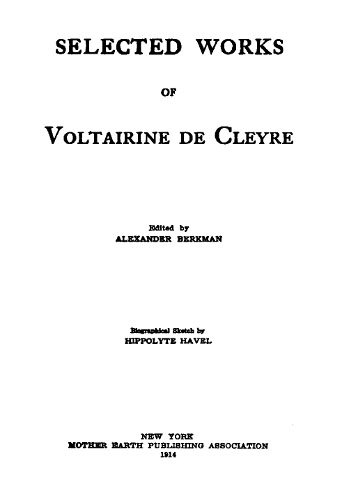 SELECTED WORKS
OF
VOLTAIRINE DE CLEYRE
Edited by
ALEXANDER BERKMAN
Biographical Sketch by
HIPPOLYTE HAVEL
NEW YORK
MOTHER EARTH PUBLISHING ASSOCIATION
1914